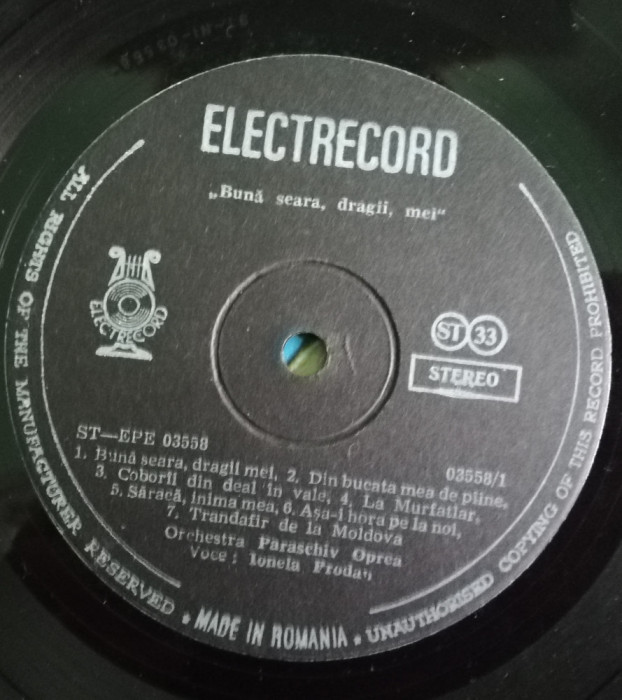 ELECTRECORD
„Bună seara, dragii, mei“
ELECTRECORD
ST 33
STEREO
ST—EPE 03558
03558/1
1. Bună seara, dragii mei, 2. Din bucata mea de pîine,
3. Coborîi din deal în vale, 4. La Murfatlar,
5. Săracă, inima mea, 6. Așa-i hora pe la noi,
7. Trandafir de la Moldova
Orchestra Paraschiv Oprea
Voce : Ionela Prodan
ALL RIGHTS OF THE MANUFACTURER RESERVED * MADE IN ROMANIA * UNAUTHORISED COPYING OF THIS RECORD PROHIBITED